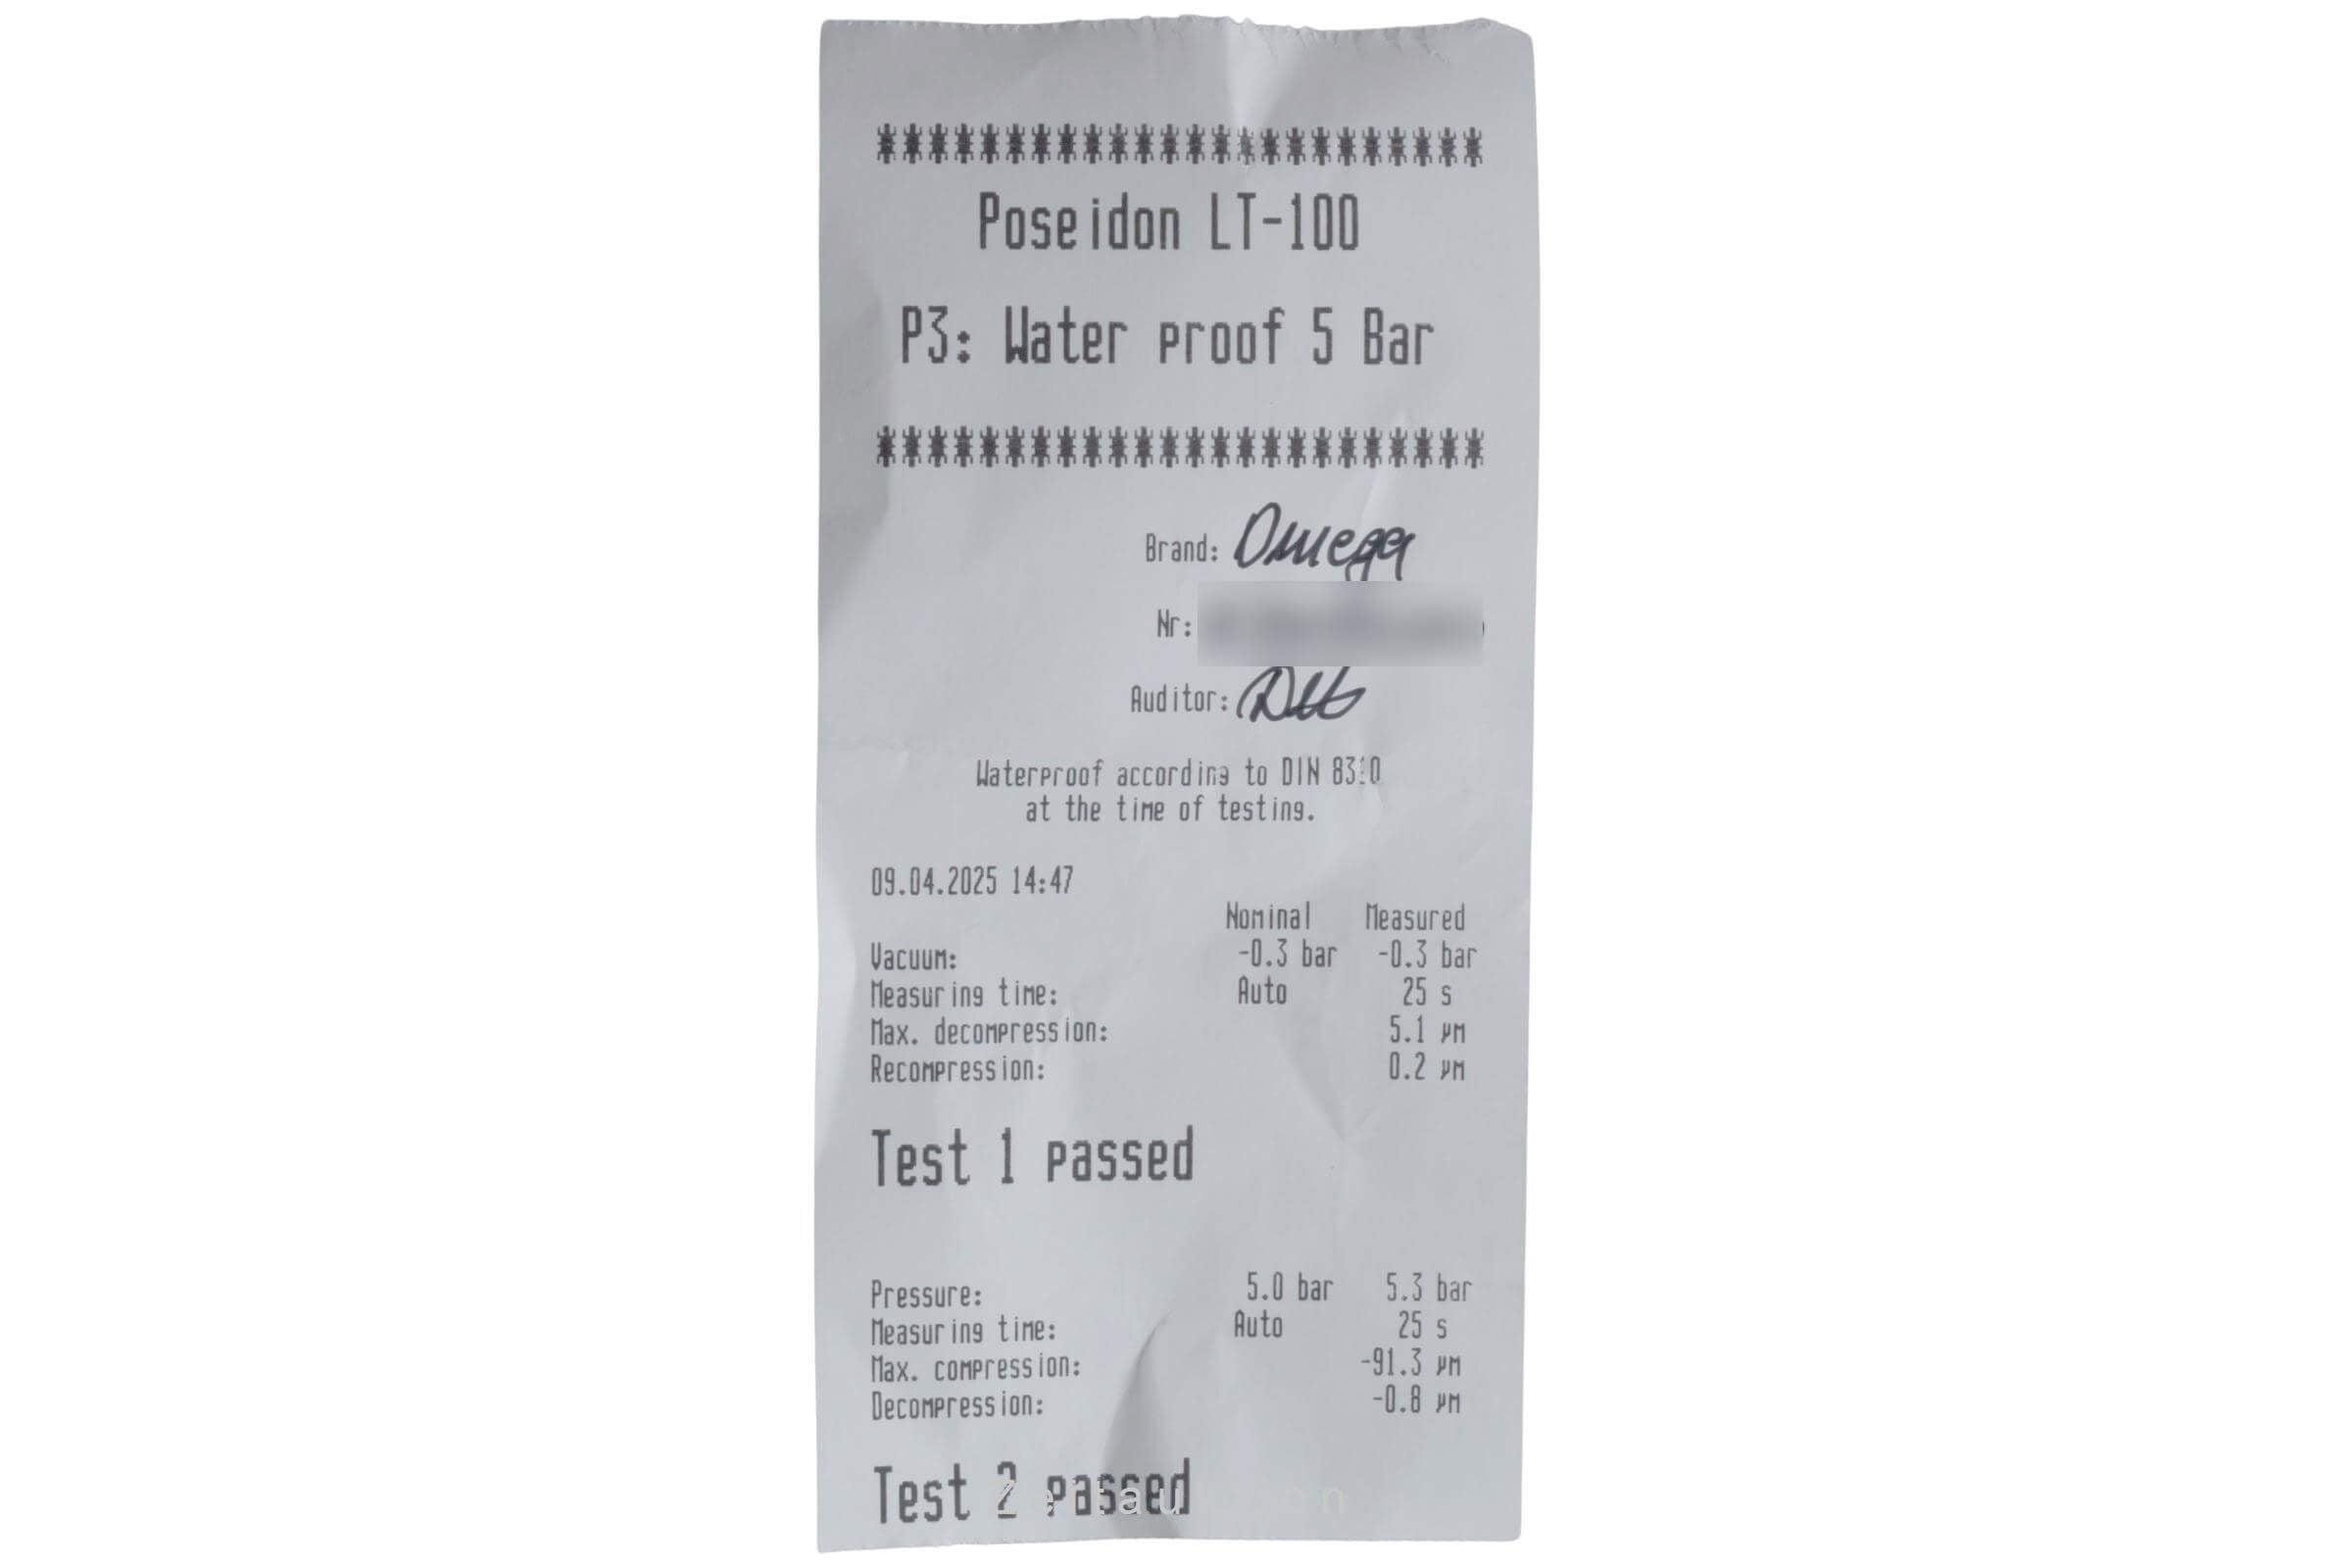 ************************
Poseidon LT-100
P3: Water proof 5 Bar
************************
Brand: Omega
Nr:
Auditor:
Waterproof according to DIN 8310
at the time of testing.
09.04.2025 14:47
Nominal Measured
Vacuum: -0.3 bar -0.3 bar
Measuring time: Auto 25 s
Max. decompression: 5.1 µm
Recompression: 0.2 µm
Test 1 passed
Pressure: 5.0 bar 5.3 bar
Measuring time: Auto 25 s
Max. compression: -91.3 µm
Decompression: -0.8 µm
Test 2 passed